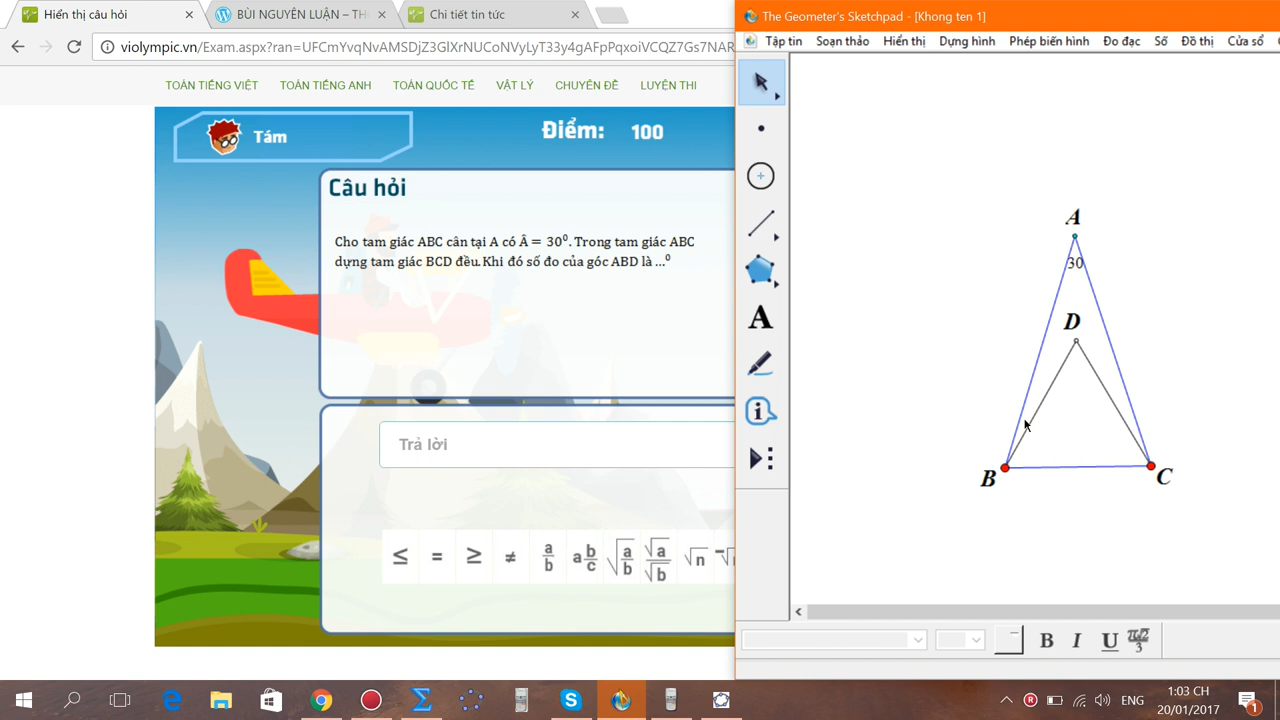 Hiển thị câu hỏi
BÙI NGUYÊN LUẬN – TH
Chi tiết tin tức
The Geometer's Sketchpad - [Khong ten 1]
violympic.vn/Exam.aspx?ran=UFCmYvqNvAMSDjZ3GIXrNUCoNVyLyT33y4gAFpPqxoiVCQZ7Gs7NAR
Tập tin Soạn thảo Hiển thị Dựng hình Phép biến hình Đo đạc Số Đồ thị Cửa sổ
TOÁN TIẾNG VIỆT TOÁN TIẾNG ANH TOÁN QUỐC TẾ VẬT LÝ CHUYÊN ĐỀ LUYỆN THI
Tám
Điểm: 100
Câu hỏi
Cho tam giác ABC cân tại A có Â = 30⁰. Trong tam giác ABC
dựng tam giác BCD đều. Khi đó số đo của góc ABD là ...⁰
Trả lời
≤ = ≥ ≠ a/b a b/c √(a/b) √a/√b √n
A
30
D
B
C
A
B I U
ENG
1:03 CH
20/01/2017
1